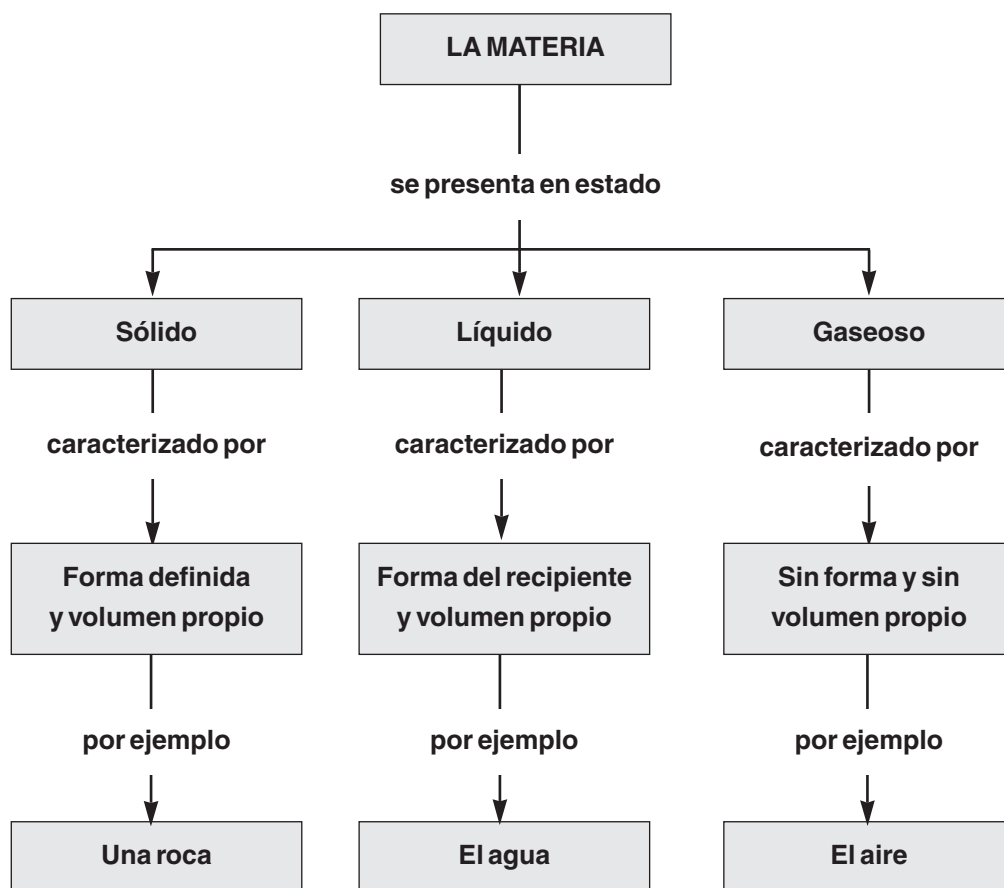 LA MATERIA
se presenta en estado
Sólido
Líquido
Gaseoso
caracterizado por
caracterizado por
caracterizado por
Forma definida
y volumen propio
Forma del recipiente
y volumen propio
Sin forma y sin
volumen propio
por ejemplo
por ejemplo
por ejemplo
Una roca
El agua
El aire